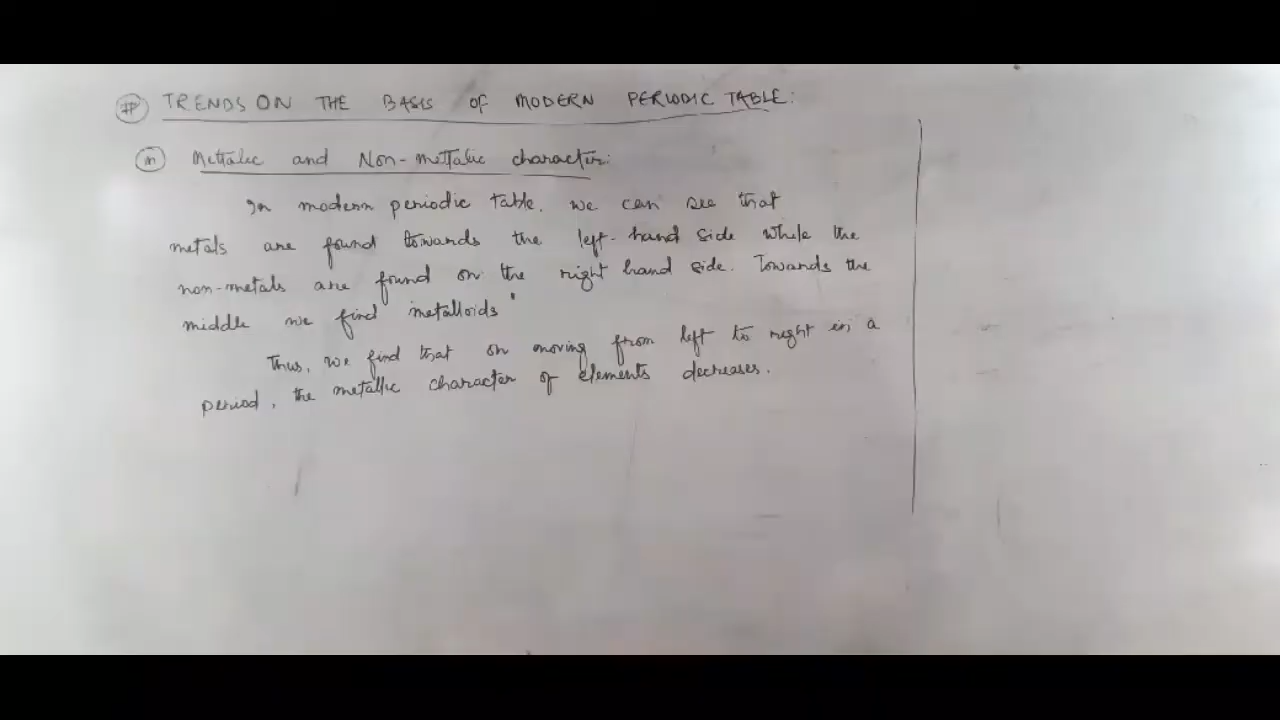 # TRENDS ON THE BASIS OF MODERN PERIODIC TABLE:
Mettalic and Non-mettalic character:
In modern periodic table, we can see that
metals are found towards the left-hand side while the
non-metals are found on the right hand side. Towards the
middle we find metalloids.
Thus, we find that on moving from left to right in a
period, the metallic character of elements decreases.